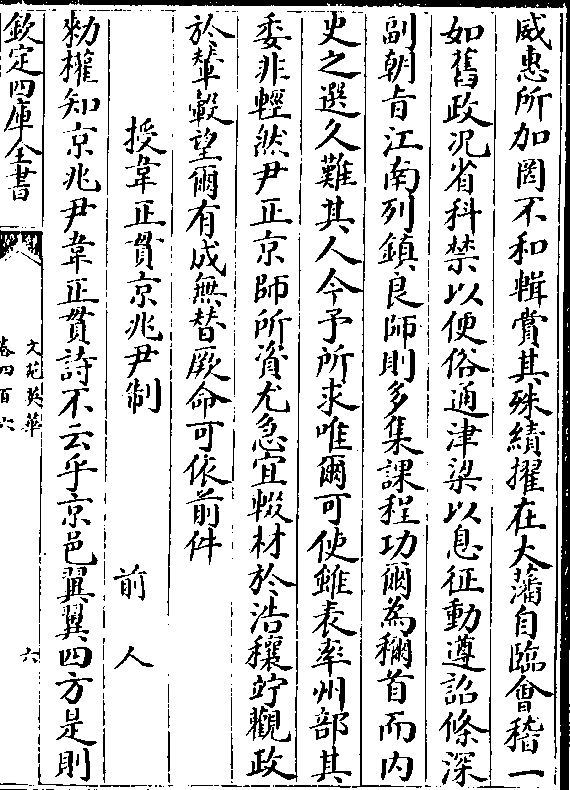 威惠所加罔不和輯賞其殊績擢在大藩自臨會稽一
如舊政況省科禁以便俗通津梁以息征動遵詔條深
副朝旨江南列鎮良師則多集課程功爾為稱首而内
史之選久難其人今予所求唯爾可使雖表率州部其
委非輕然尹正京師所資尤急宜輟材於浩穰竚觀政
於輦轂望爾有成無替厥命可依前件
授韋正貫京兆尹制 前人
勑權知京兆尹韋正貫詩不云乎京邑翼翼四方是則
欽定四庫全書
文苑英華
卷四百六
六